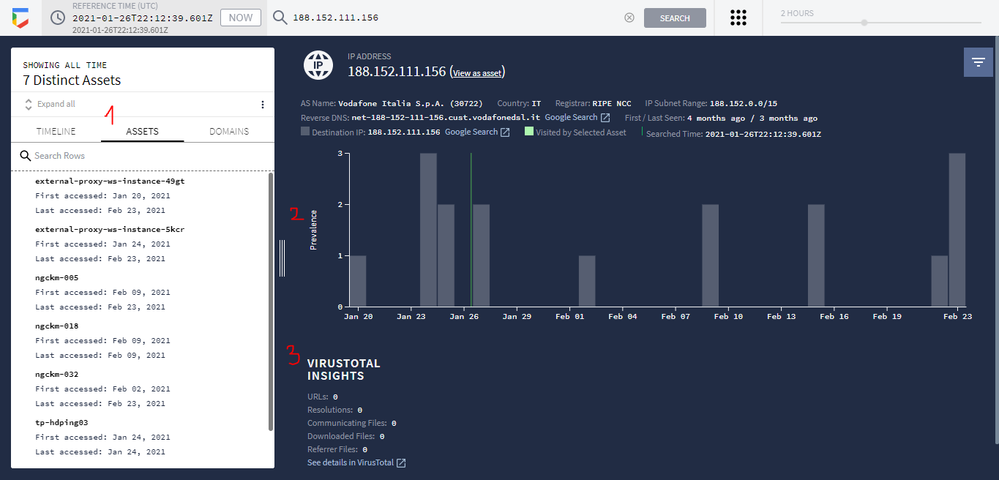 REFERENCE TIME (UTC)
2021-01-26T22:12:39.601Z
2021-01-26T22:12:39.601Z
NOW
188.152.111.156
SEARCH
2 HOURS
SHOWING ALL TIME
7 Distinct Assets
Expand all
1
TIMELINE ASSETS DOMAINS
Search Rows
external-proxy-ws-instance-49gt
First accessed: Jan 20, 2021
Last accessed: Feb 23, 2021
external-proxy-ws-instance-5kcr
First accessed: Jan 24, 2021
Last accessed: Feb 23, 2021
ngckm-005
First accessed: Feb 09, 2021
Last accessed: Feb 23, 2021
ngckm-018
First accessed: Feb 09, 2021
Last accessed: Feb 09, 2021
ngckm-032
First accessed: Feb 02, 2021
Last accessed: Feb 23, 2021
tp-hdping03
First accessed: Jan 24, 2021
Last accessed: Jan 24, 2021
IP
IP ADDRESS
188.152.111.156 (View as asset)
AS Name: Vodafone Italia S.p.A. (30722) Country: IT Registrar: RIPE NCC IP Subnet Range: 188.152.0.0/15
Reverse DNS: net-188-152-111-156.cust.vodafonedsl.it Google Search First / Last Seen: 4 months ago / 3 months ago
Destination IP: 188.152.111.156 Google Search Visited by Selected Asset Searched Time: 2021-01-26T22:12:39.601Z
2
Prevalence
3
2
1
0
Jan 20 Jan 23 Jan 26 Jan 29 Feb 01 Feb 04 Feb 07 Feb 10 Feb 13 Feb 16 Feb 19 Feb 23
3
VIRUSTOTAL
INSIGHTS
URLs: 0
Resolutions: 0
Communicating Files: 0
Downloaded Files: 0
Referrer Files: 0
See details in VirusTotal